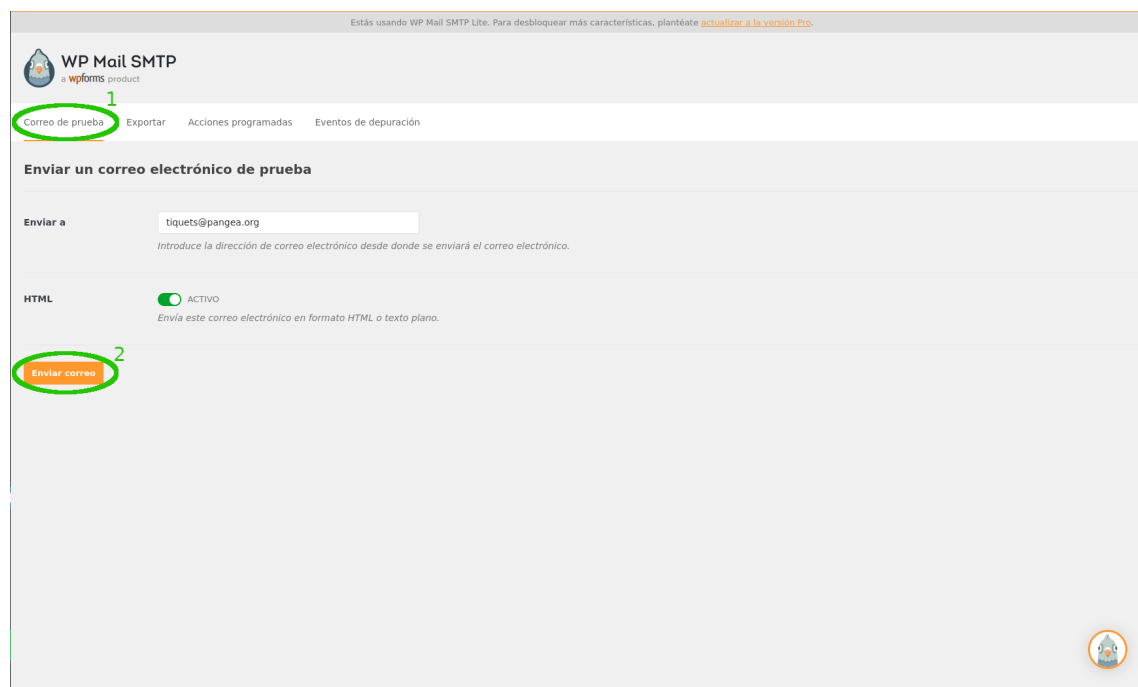 Estás usando WP Mail SMTP Lite. Para desbloquear más características, plantéate actualizar a la versión Pro.
WP Mail SMTP
a wpforms product
1
Correo de prueba Exportar Acciones programadas Eventos de depuración
Enviar un correo electrónico de prueba
Enviar a tiquets@pangea.org
Introduce la dirección de correo electrónico desde donde se enviará el correo electrónico.
HTML ACTIVO
Envía este correo electrónico en formato HTML o texto plano.
2
Enviar correo